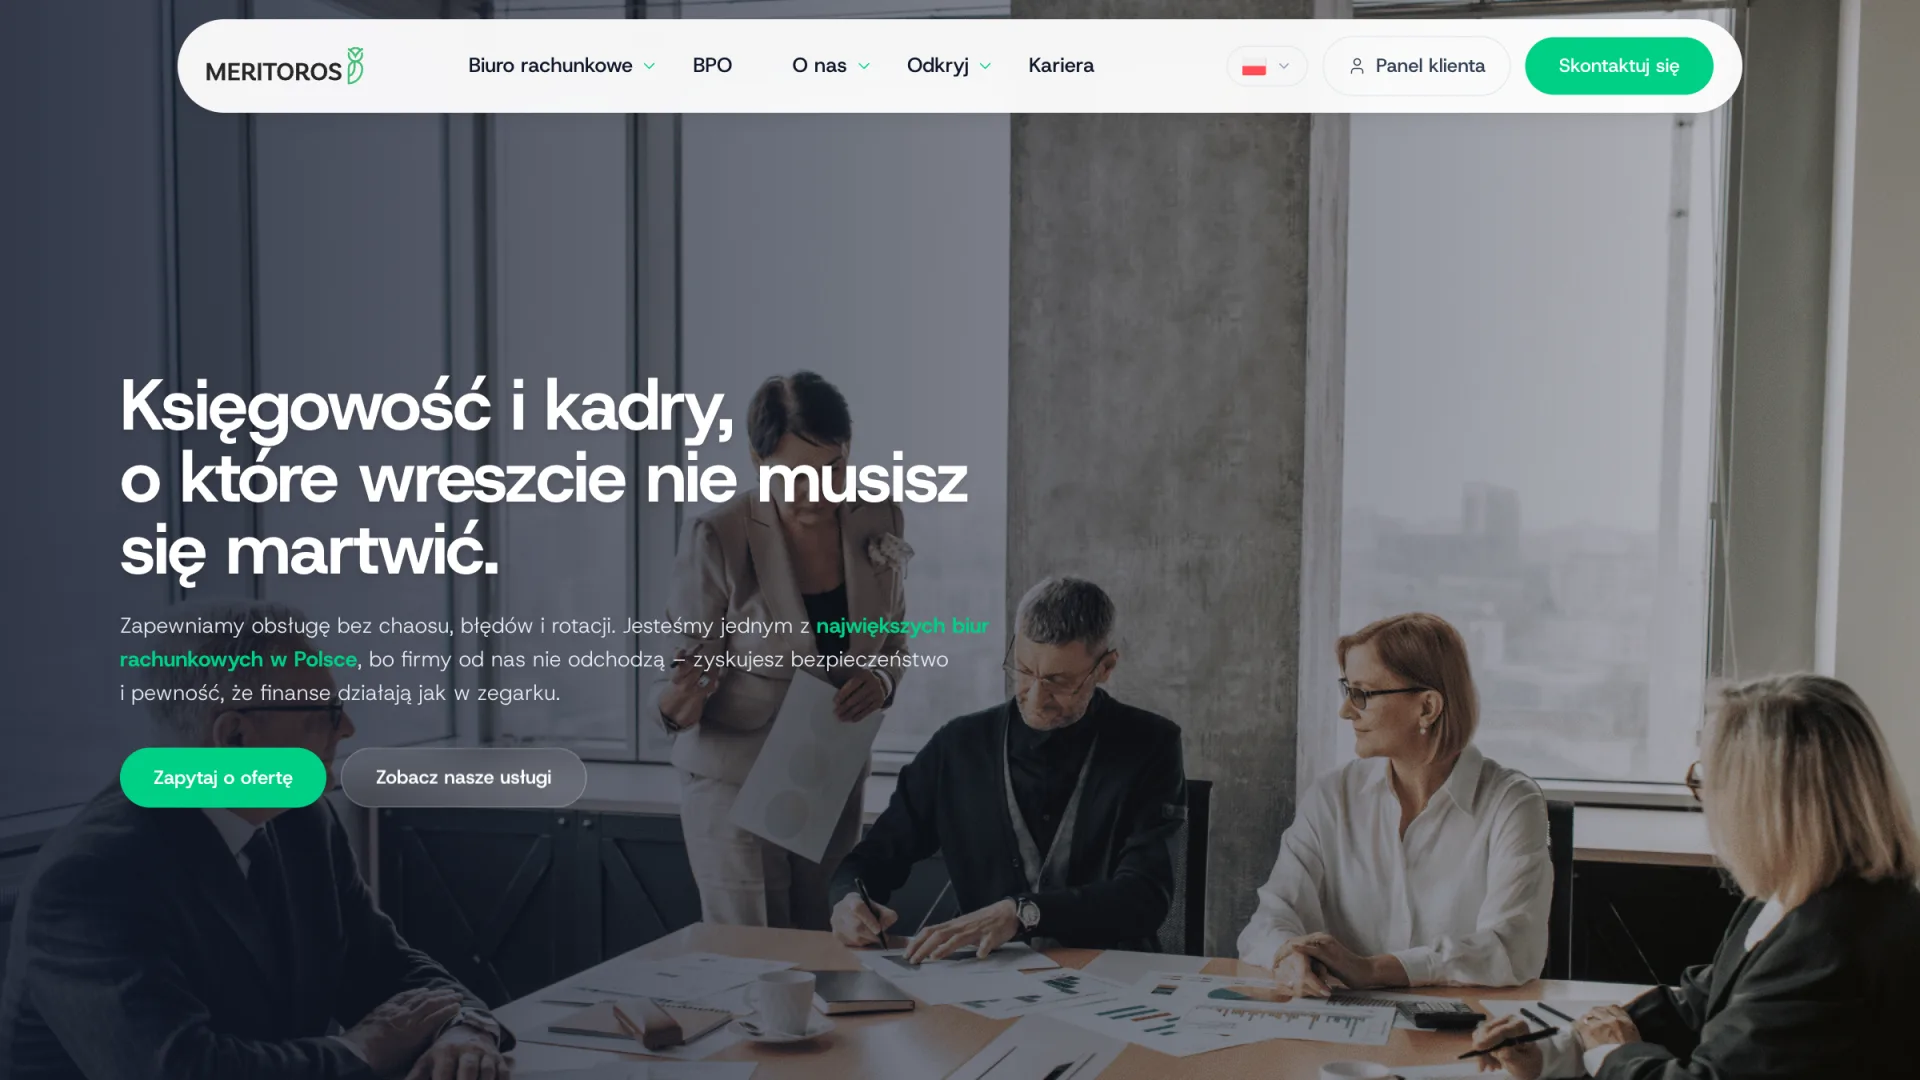 MERITOROS
Biuro rachunkowe
BPO
O nas
Odkryj
Kariera
Panel klienta
Skontaktuj się
Księgowość i kadry,
o które wreszcie nie musisz
się martwić.
Zapewniamy obsługę bez chaosu, błędów i rotacji. Jesteśmy jednym z największych biur
rachunkowych w Polsce, bo firmy od nas nie odchodzą – zyskujesz bezpieczeństwo
i pewność, że finanse działają jak w zegarku.
Zapytaj o ofertę
Zobacz nasze usługi